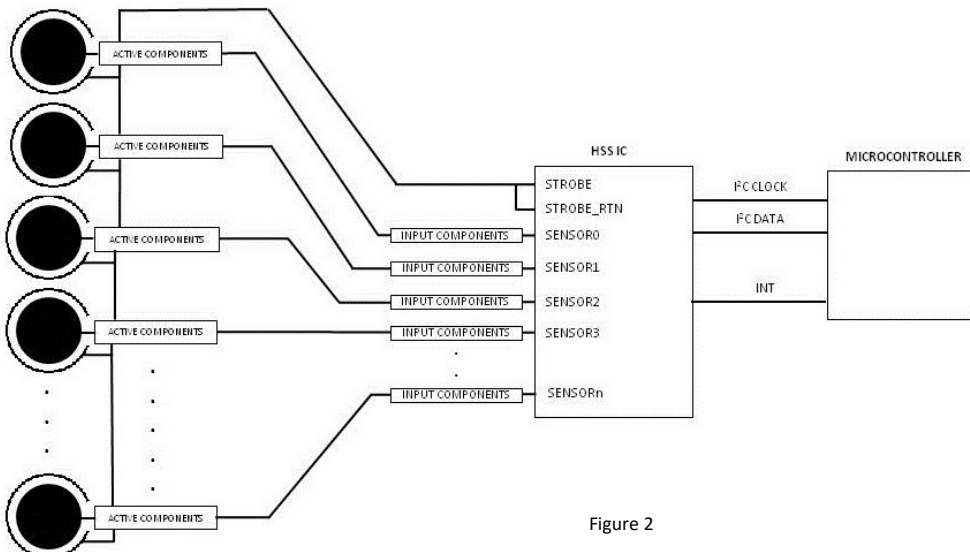 ACTIVE COMPONENTS
ACTIVE COMPONENTS
ACTIVE COMPONENTS
ACTIVE COMPONENTS
ACTIVE COMPONENTS
INPUT COMPONENTS
INPUT COMPONENTS
INPUT COMPONENTS
INPUT COMPONENTS
INPUT COMPONENTS
HSS IC
STROBE
STROBE_RTN
SENSOR0
SENSOR1
SENSOR2
SENSOR3
SENSORn
I²C CLOCK
I²C DATA
INT
MICROCONTROLLER
Figure 2